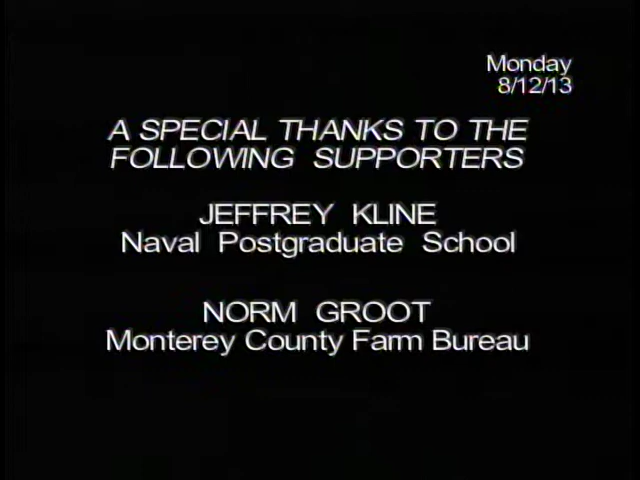 Monday
8/12/13
A SPECIAL THANKS TO THE
FOLLOWING SUPPORTERS
JEFFREY KLINE
Naval Postgraduate School
NORM GROOT
Monterey County Farm Bureau